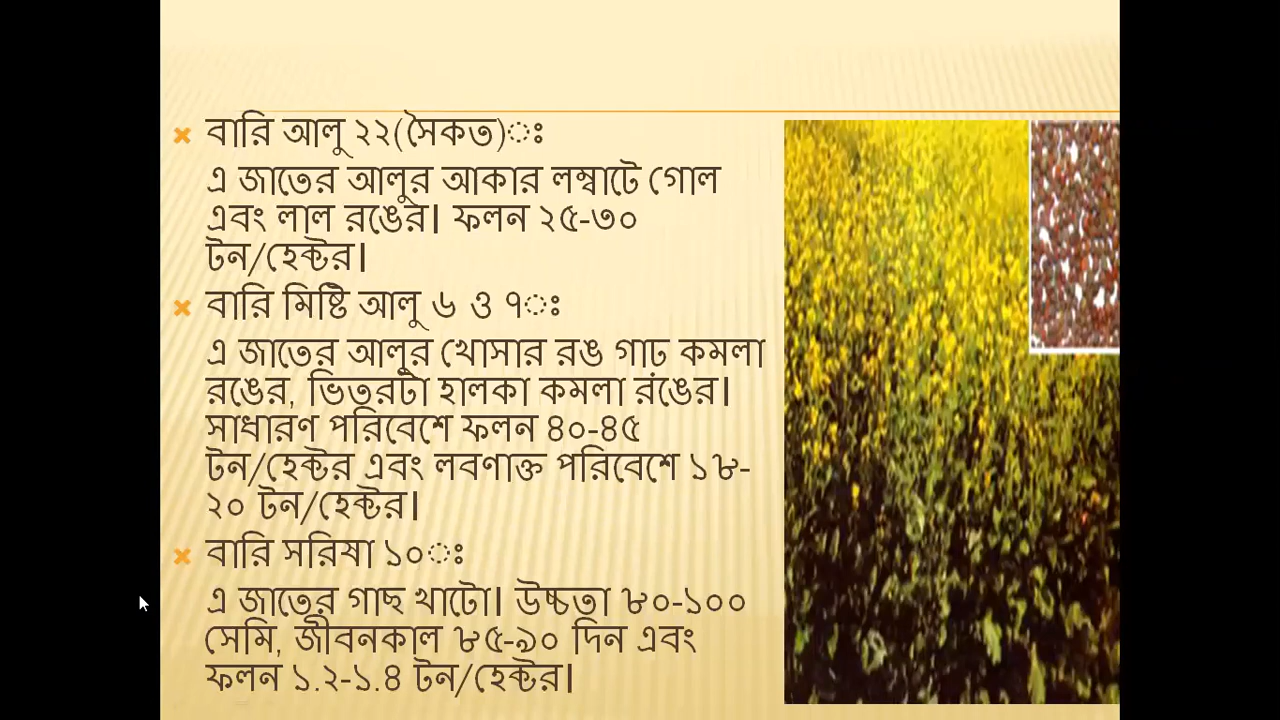 বারি আলু ২২(সৈকত)ঃ
এ জাতের আলুর আকার লম্বাটে গোল
এবং লাল রঙের। ফলন ২৫-৩০
টন/হেক্টর।
বারি মিষ্টি আলু ৬ ও ৭ঃ
এ জাতের আলুর খোসার রঙ গাঢ কমলা
রঙের, ভিতরটা হালকা কমলা রঙের।
সাধারণ পরিবেশে ফলন ৪০-৪৫
টন/হেক্টর এবং লবণাক্ত পরিবেশে ১৮-
২০ টন/হেক্টর।
বারি সরিষা ১০ঃ
এ জাতের গাছ খাটো। উচ্চতা ৮০-১০০
সেমি, জীবনকাল ৮৫-৯০ দিন এবং
ফলন ১.২-১.৪ টন/হেক্টর।